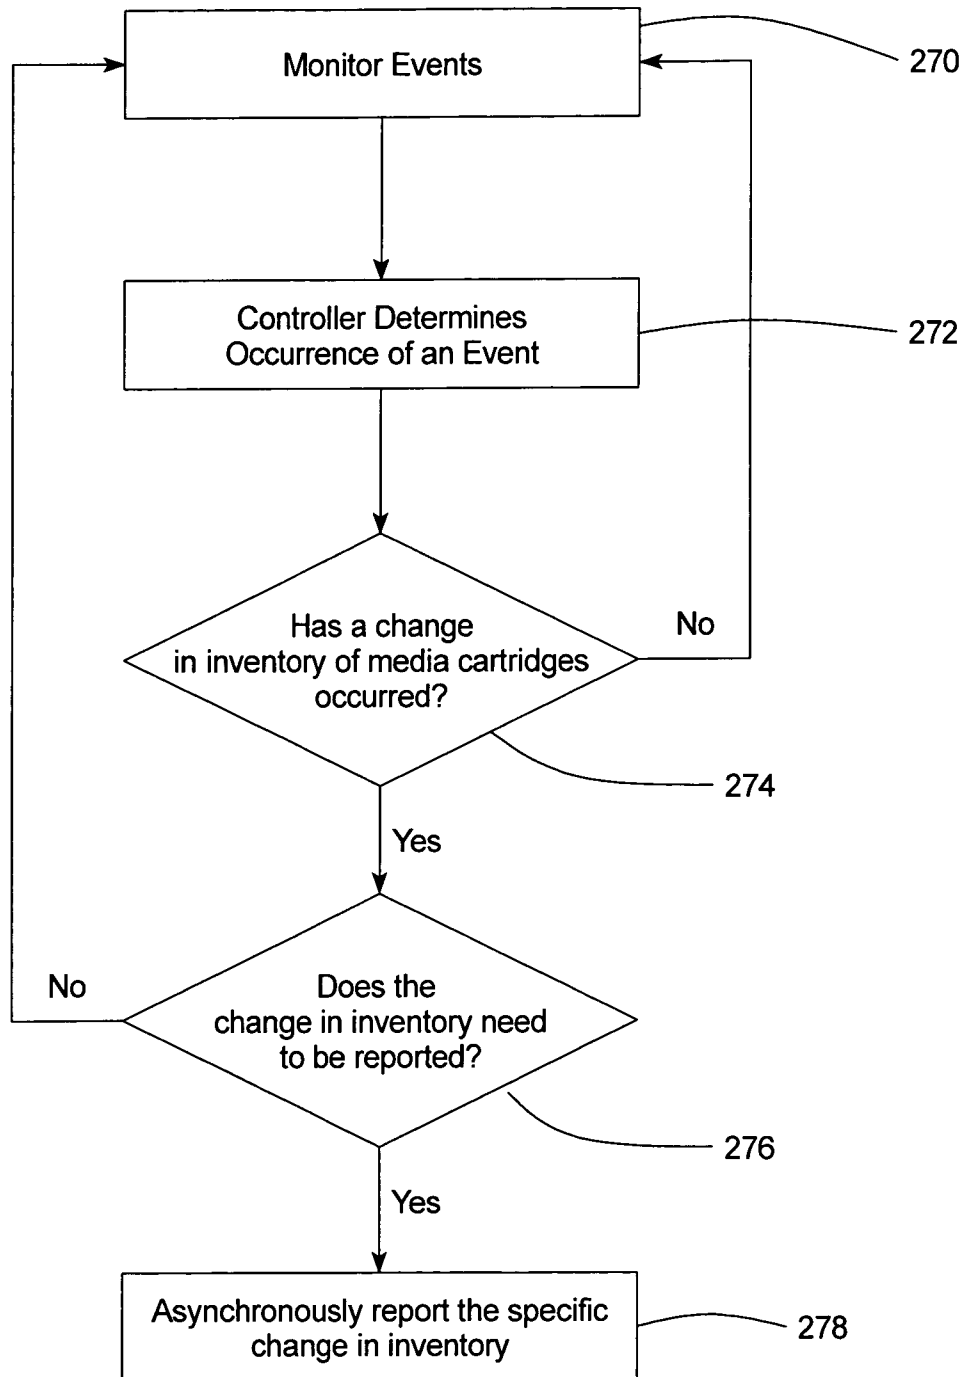 Monitor Events
270
Controller Determines
Occurrence of an Event
272
Has a change
in inventory of media cartridges
occurred?
No
274
Yes
Does the
change in inventory need
to be reported?
No
276
Yes
Asynchronously report the specific
change in inventory
278